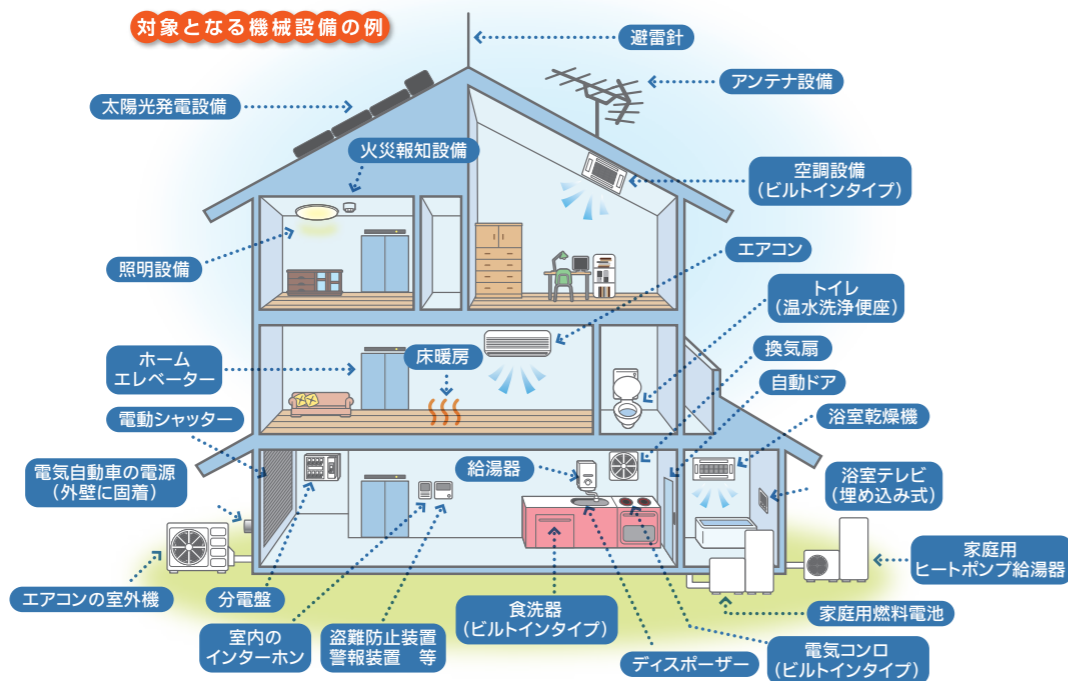 対象となる機械設備の例
避雷針
アンテナ設備
太陽光発電設備
火災報知設備
空調設備
(ビルトインタイプ)
エアコン
照明設備
トイレ
(温水洗浄便座)
換気扇
ホーム
エレベーター
床暖房
自動ドア
電動シャッター
浴室乾燥機
電気自動車の電源
(外壁に固着)
給湯器
浴室テレビ
(埋め込み式)
家庭用
ヒートポンプ給湯器
エアコンの室外機
分電盤
食洗器
(ビルトインタイプ)
家庭用燃料電池
室内の
インターホン
盗難防止装置
警報装置 等
ディスポーザー
電気コンロ
(ビルトインタイプ)